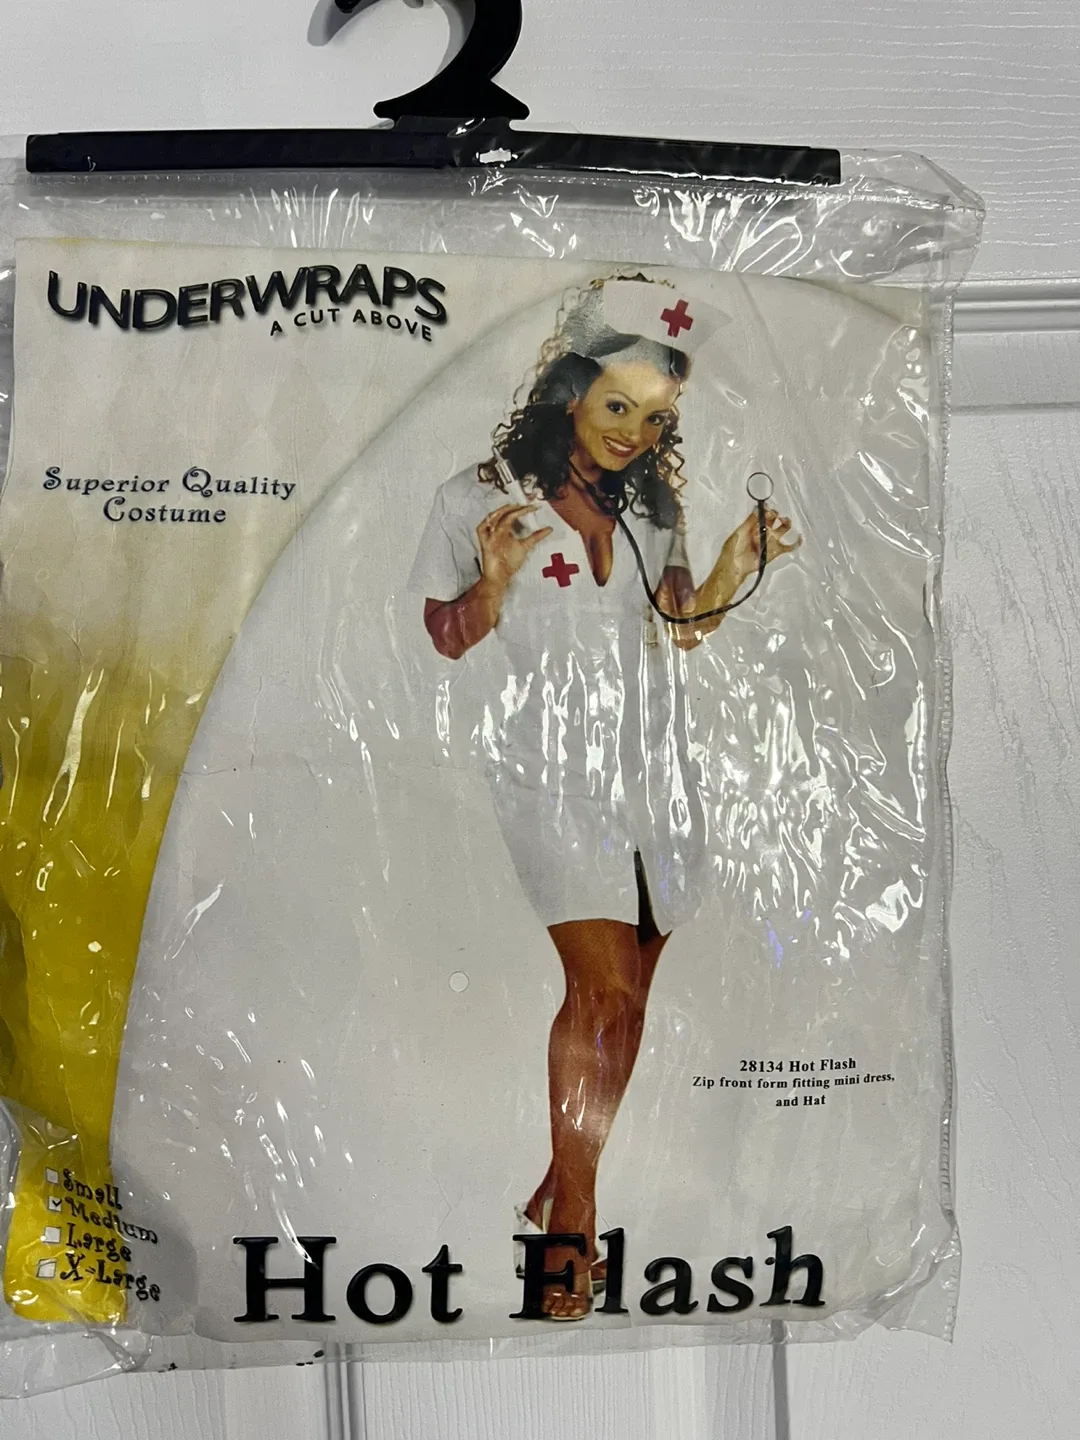 UNDERWRAPS
A CUT ABOVE
Superior Quality
Costume
28134 Hot Flash
Zip front form fitting mini dress,
and Hat
Small
Medium
Large
X-Large
Hot Flash